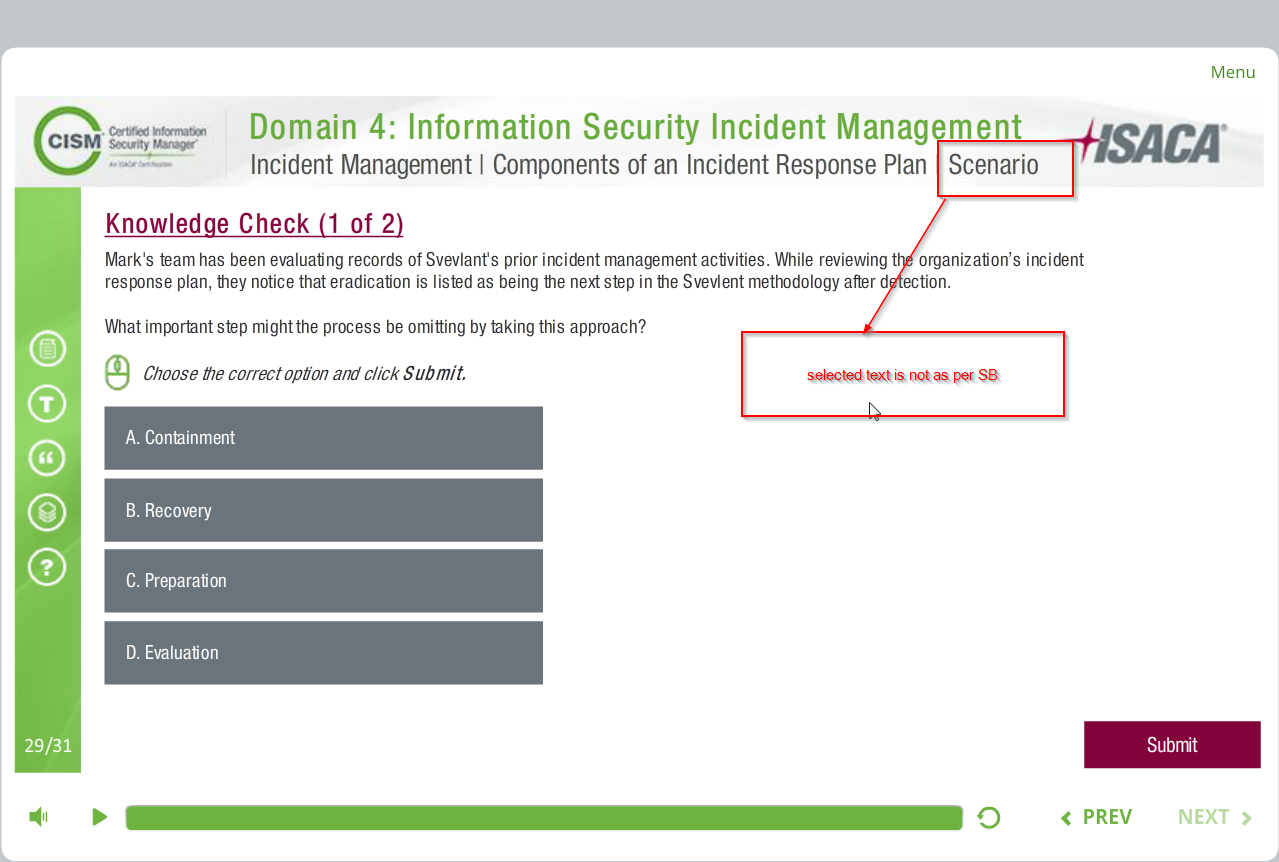 Menu
CISM
Certified Information
Security Manager®
An ISACA® Certification
Domain 4: Information Security Incident Management
Incident Management | Components of an Incident Response Plan | Scenario
ISACA®
Knowledge Check (1 of 2)
Mark's team has been evaluating records of Svevlant's prior incident management activities. While reviewing the organization’s incident
response plan, they notice that eradication is listed as being the next step in the Svevlent methodology after detection.
What important step might the process be omitting by taking this approach?
Choose the correct option and click Submit.
selected text is not as per SB
A. Containment
B. Recovery
C. Preparation
D. Evaluation
29/31
Submit
PREV
NEXT